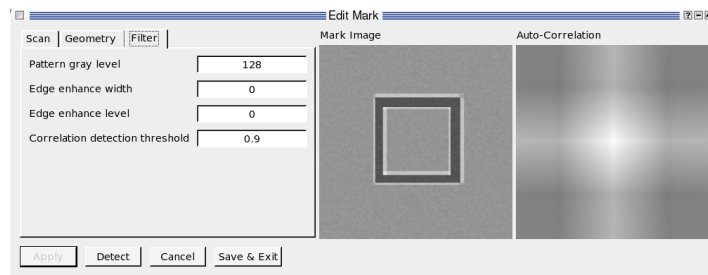 Edit Mark
Scan Geometry Filter
Mark Image Auto-Correlation
Pattern gray level 128
Edge enhance width 0
Edge enhance level 0
Correlation detection threshold 0.9
Apply Detect Cancel Save & Exit